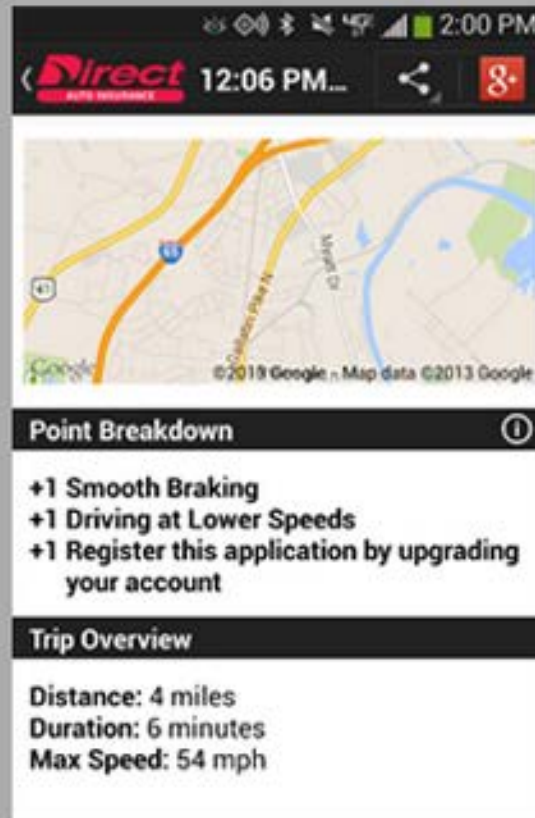 4G 2:00 PM
Direct
AUTO INSURANCE
12:06 PM...
8+
65
41
Gallatin Pike N
Myatt Dr
Google
©2013 Google - Map data ©2013 Google
Point Breakdown
+1 Smooth Braking
+1 Driving at Lower Speeds
+1 Register this application by upgrading
your account
Trip Overview
Distance: 4 miles
Duration: 6 minutes
Max Speed: 54 mph